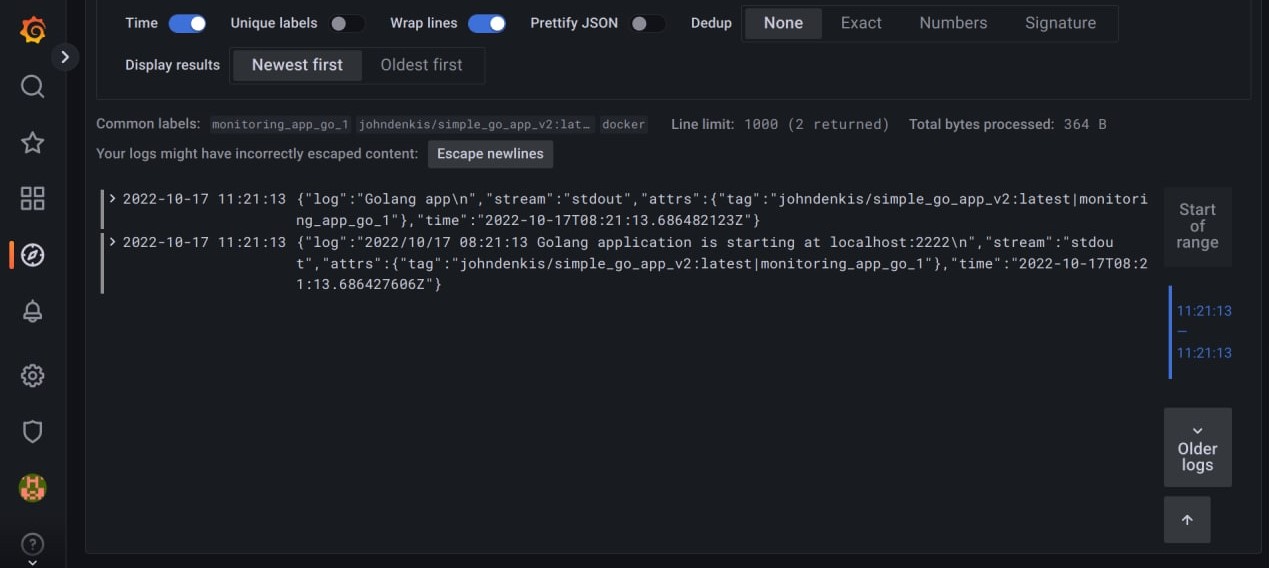 Time Unique labels Wrap lines Prettify JSON Dedup None Exact Numbers Signature
Display results Newest first Oldest first
Common labels: monitoring_app_go_1 johndenkis/simple_go_app_v2:lat… docker Line limit: 1000 (2 returned) Total bytes processed: 364 B
Your logs might have incorrectly escaped content: Escape newlines
2022-10-17 11:21:13 {"log":"Golang app\n","stream":"stdout","attrs":{"tag":"johndenkis/simple_go_app_v2:latest|monitori
ng_app_go_1"},"time":"2022-10-17T08:21:13.686482123Z"}
2022-10-17 11:21:13 {"log":"2022/10/17 08:21:13 Golang application is starting at localhost:2222\n","stream":"stdou
t","attrs":{"tag":"johndenkis/simple_go_app_v2:latest|monitoring_app_go_1"},"time":"2022-10-17T08:2
1:13.686427606Z"}
Start
of
range
11:21:13
—
11:21:13
Older
logs